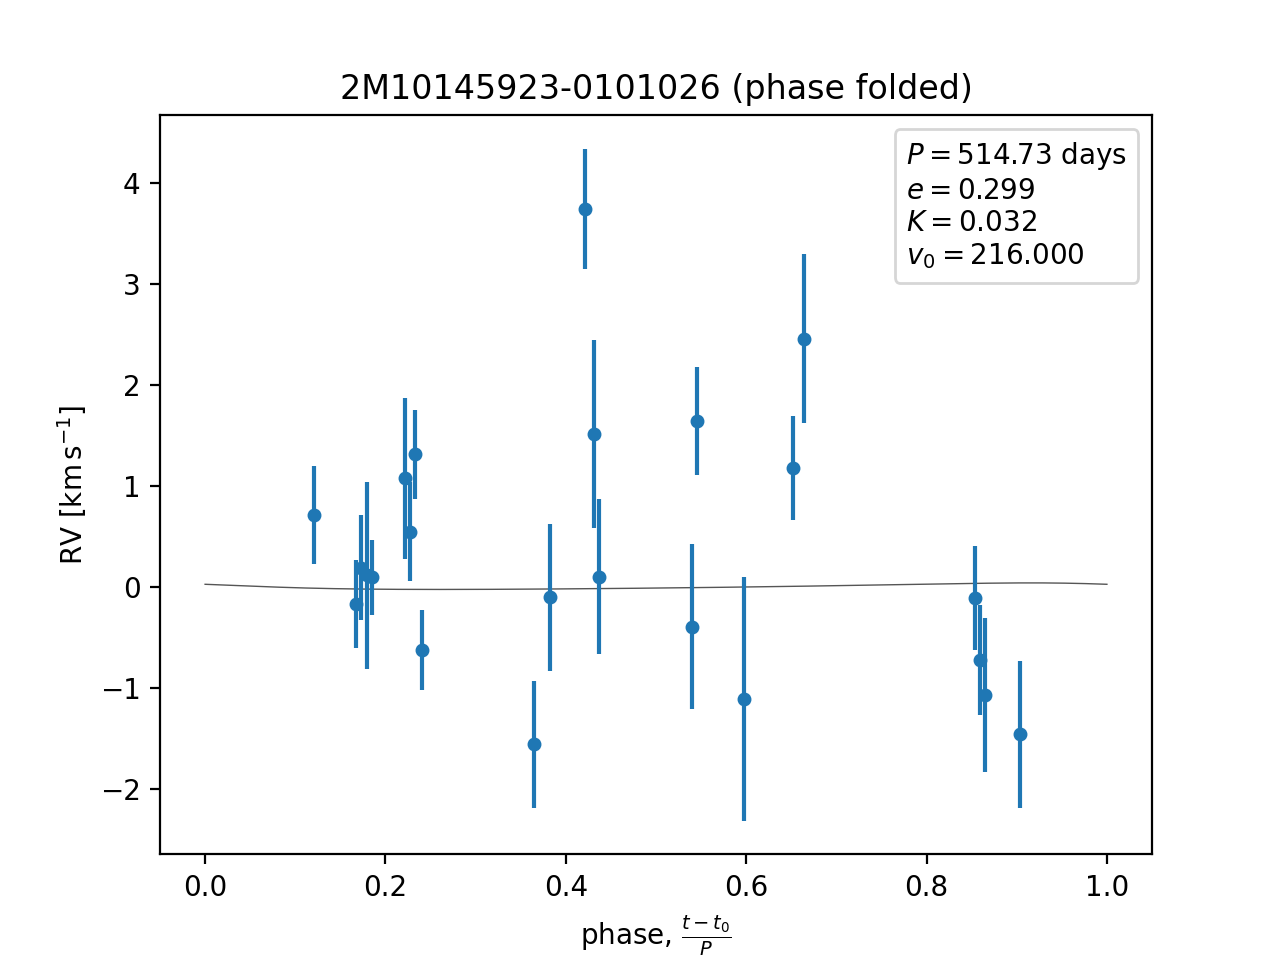 2M10145923-0101026 (phase folded)
P = 514.73 days
e = 0.299
K = 0.032
v₀ = 216.000
RV [km s⁻¹]
4
3
2
1
0
−1
−2
0.0 0.2 0.4 0.6 0.8 1.0
phase, (t − t₀)/P